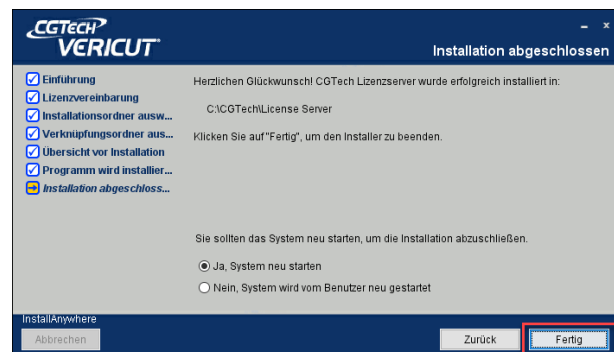 CGTECH
VERICUT
Installation abgeschlossen
Einführung
Lizenzvereinbarung
Installationsordner ausw...
Verknüpfungsordner aus...
Übersicht vor Installation
Programm wird installier...
Installation abgeschloss...
Herzlichen Glückwunsch! CGTech Lizenzserver wurde erfolgreich installiert in:
C:\CGTech\License Server
Klicken Sie auf "Fertig", um den Installer zu beenden.
Sie sollten das System neu starten, um die Installation abzuschließen.
Ja, System neu starten
Nein, System wird vom Benutzer neu gestartet
InstallAnywhere
Abbrechen
Zurück
Fertig